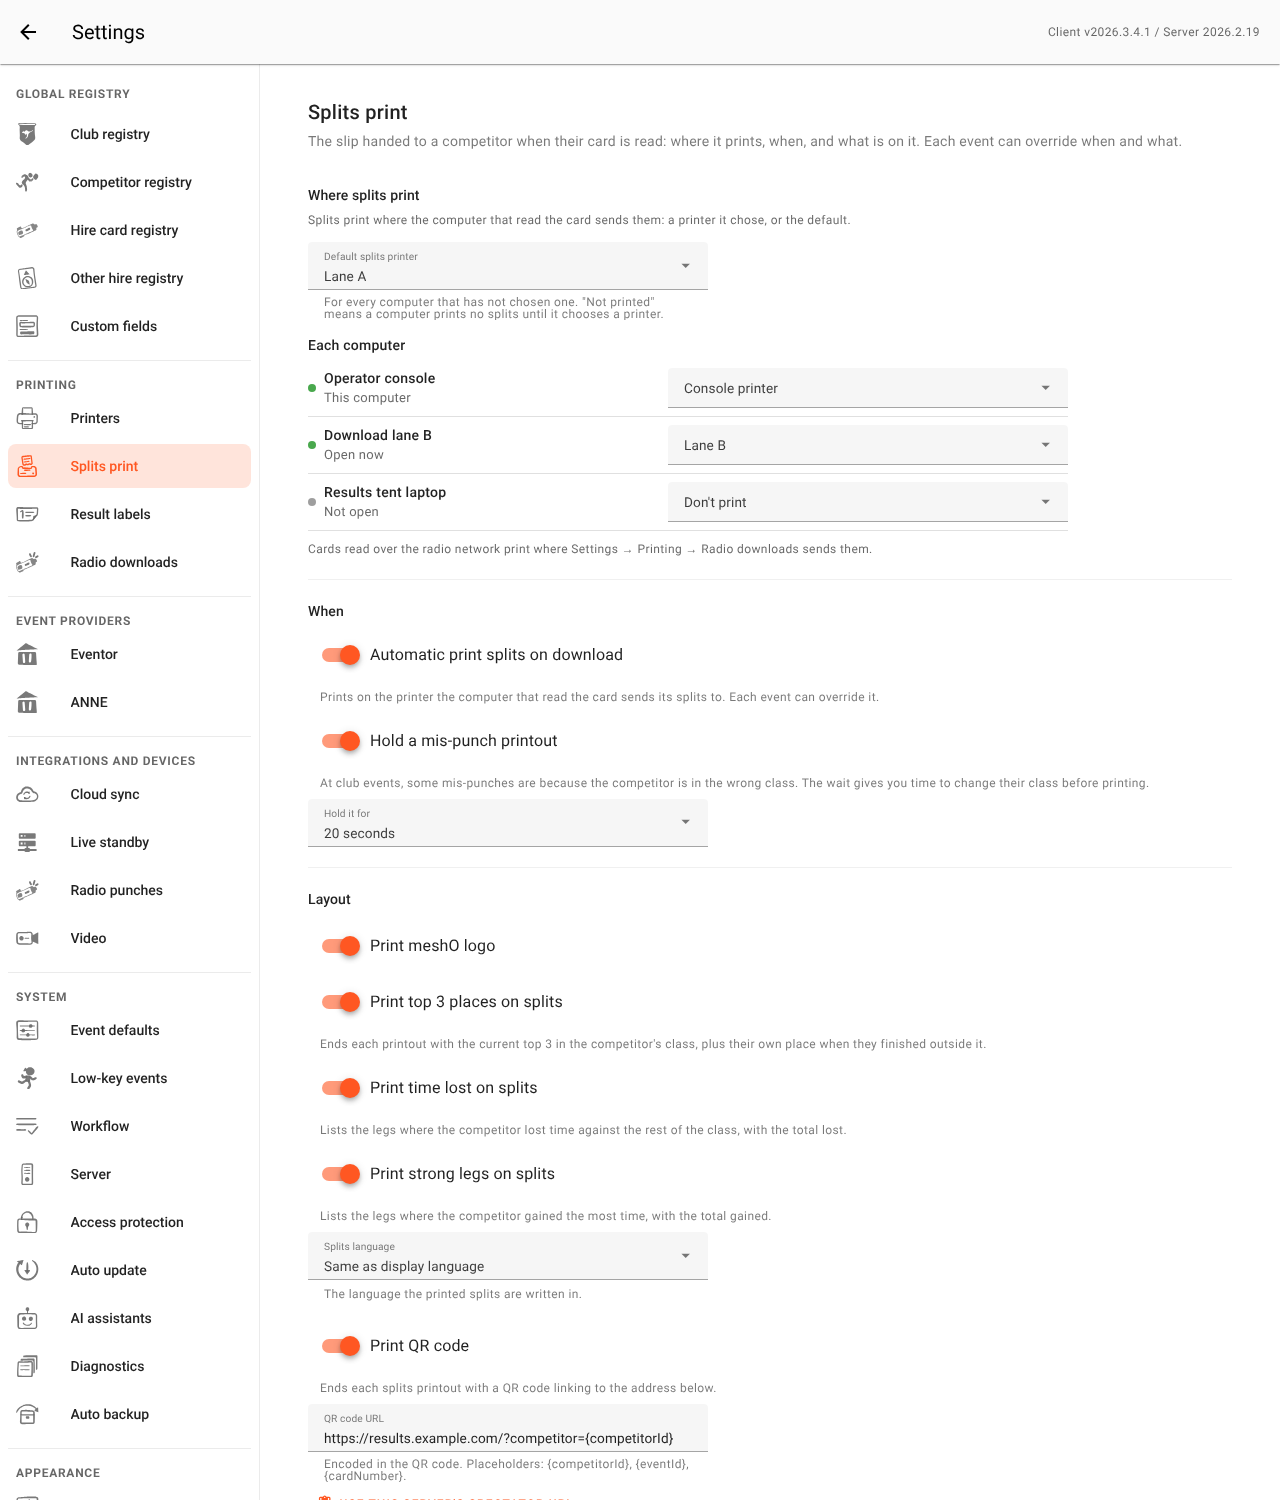 Settings
Client v2026.3.4.1 / Server 2026.2.19
GLOBAL REGISTRY
Club registry
Competitor registry
Hire card registry
Other hire registry
Custom fields
PRINTING
Printers
Splits print
Result labels
Radio downloads
EVENT PROVIDERS
Eventor
ANNE
INTEGRATIONS AND DEVICES
Cloud sync
Live standby
Radio punches
Video
SYSTEM
Event defaults
Low-key events
Workflow
Server
Access protection
Auto update
AI assistants
Diagnostics
Auto backup
APPEARANCE
Splits print
The slip handed to a competitor when their card is read: where it prints, when, and what is on it. Each event can override when and what.
Where splits print
Splits print where the computer that read the card sends them: a printer it chose, or the default.
Default splits printer
Lane A
For every computer that has not chosen one. "Not printed"
means a computer prints no splits until it chooses a printer.
Each computer
Operator console
This computer
Console printer
Download lane B
Open now
Lane B
Results tent laptop
Not open
Don't print
Cards read over the radio network print where Settings → Printing → Radio downloads sends them.
When
Automatic print splits on download
Prints on the printer the computer that read the card sends its splits to. Each event can override it.
Hold a mis-punch printout
At club events, some mis-punches are because the competitor is in the wrong class. The wait gives you time to change their class before printing.
Hold it for
20 seconds
Layout
Print meshO logo
Print top 3 places on splits
Ends each printout with the current top 3 in the competitor's class, plus their own place when they finished outside it.
Print time lost on splits
Lists the legs where the competitor lost time against the rest of the class, with the total lost.
Print strong legs on splits
Lists the legs where the competitor gained the most time, with the total gained.
Splits language
Same as display language
The language the printed splits are written in.
Print QR code
Ends each splits printout with a QR code linking to the address below.
QR code URL
https://results.example.com/?competitor={competitorId}
Encoded in the QR code. Placeholders: {competitorId}, {eventId},
{cardNumber}.